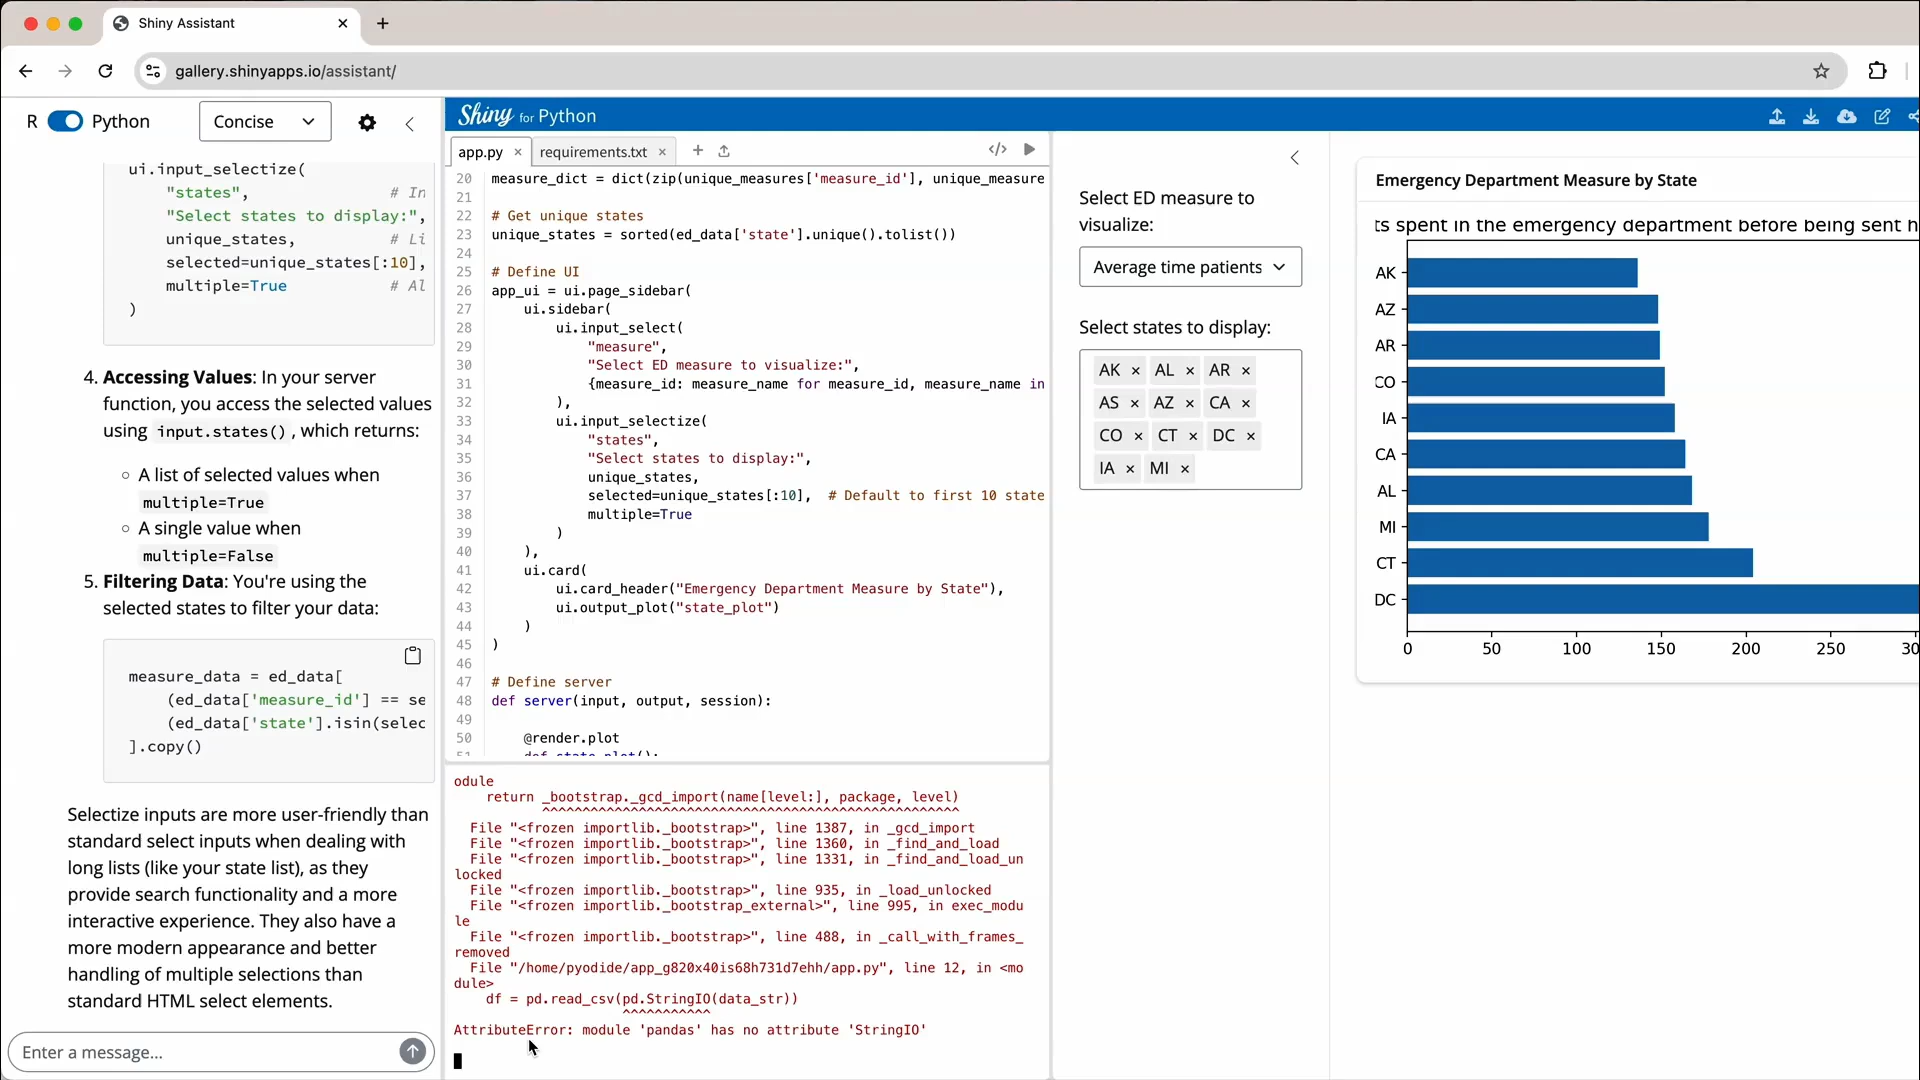 Shiny Assistant
gallery.shinyapps.io/assistant/
R Python
Concise
ui.input_selectize(
"states", # In
"Select states to display:",
unique_states, # Li
selected=unique_states[:10],
multiple=True # Al
)
4. Accessing Values: In your server
function, you access the selected values
using input.states() , which returns:
A list of selected values when
multiple=True
A single value when
multiple=False
5. Filtering Data: You're using the
selected states to filter your data:
measure_data = ed_data[
(ed_data['measure_id'] == se
(ed_data['state'].isin(selec
].copy()
Selectize inputs are more user-friendly than
standard select inputs when dealing with
long lists (like your state list), as they
provide search functionality and a more
interactive experience. They also have a
more modern appearance and better
handling of multiple selections than
standard HTML select elements.
Enter a message...
Shiny for Python
app.py
requirements.txt
20 measure_dict = dict(zip(unique_measures['measure_id'], unique_measure
21
22 # Get unique states
23 unique_states = sorted(ed_data['state'].unique().tolist())
24
25 # Define UI
26 app_ui = ui.page_sidebar(
27 ui.sidebar(
28 ui.input_select(
29 "measure",
30 "Select ED measure to visualize:",
31 {measure_id: measure_name for measure_id, measure_name in
32 ),
33 ui.input_selectize(
34 "states",
35 "Select states to display:",
36 unique_states,
37 selected=unique_states[:10], # Default to first 10 state
38 multiple=True
39 )
40 ),
41 ui.card(
42 ui.card_header("Emergency Department Measure by State"),
43 ui.output_plot("state_plot")
44 )
45 )
46
47 # Define server
48 def server(input, output, session):
49
50 @render.plot
51 def state_plot():
odule
return _bootstrap._gcd_import(name[level:], package, level)
^^^^^^^^^^^^^^^^^^^^^^^^^^^^^^^^^^^^^^^^^^^^^^^^^^^
File "<frozen importlib._bootstrap>", line 1387, in _gcd_import
File "<frozen importlib._bootstrap>", line 1360, in _find_and_load
File "<frozen importlib._bootstrap>", line 1331, in _find_and_load_un
locked
File "<frozen importlib._bootstrap>", line 935, in _load_unlocked
File "<frozen importlib._bootstrap_external>", line 995, in exec_modu
le
File "<frozen importlib._bootstrap>", line 488, in _call_with_frames_
removed
File "/home/pyodide/app_g820x40is68h731d7ehh/app.py", line 12, in <mo
dule>
df = pd.read_csv(pd.StringIO(data_str))
^^^^^^^^^^^
AttributeError: module 'pandas' has no attribute 'StringIO'
Select ED measure to
visualize:
Average time patients
Select states to display:
AK × AL × AR ×
AS × AZ × CA ×
CO × CT × DC ×
IA × MI ×
Emergency Department Measure by State
ts spent in the emergency department before being sent h
AK
AZ
AR
CO
IA
CA
AL
MI
CT
DC
0 50 100 150 200 250 30